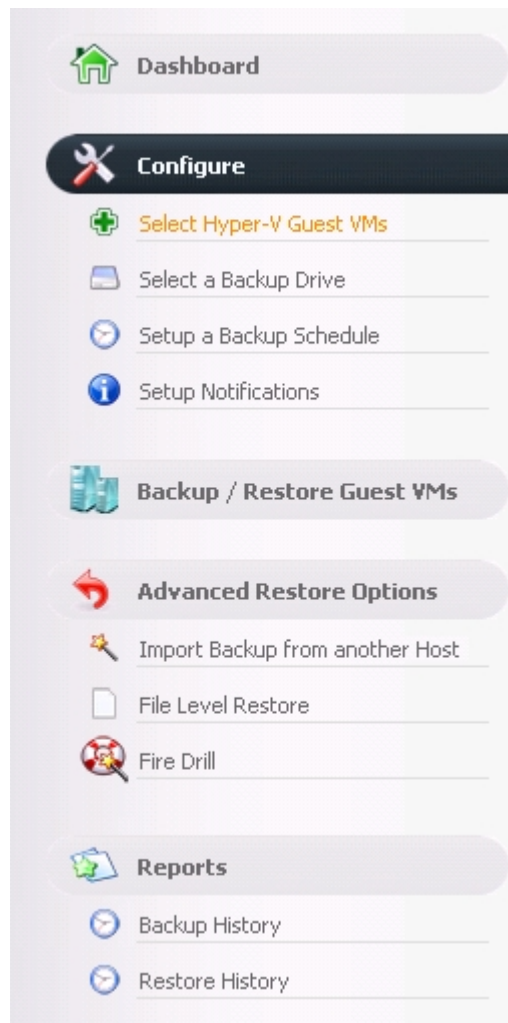 Dashboard
Configure
Select Hyper-V Guest VMs
Select a Backup Drive
Setup a Backup Schedule
Setup Notifications
Backup / Restore Guest VMs
Advanced Restore Options
Import Backup from another Host
File Level Restore
Fire Drill
Reports
Backup History
Restore History